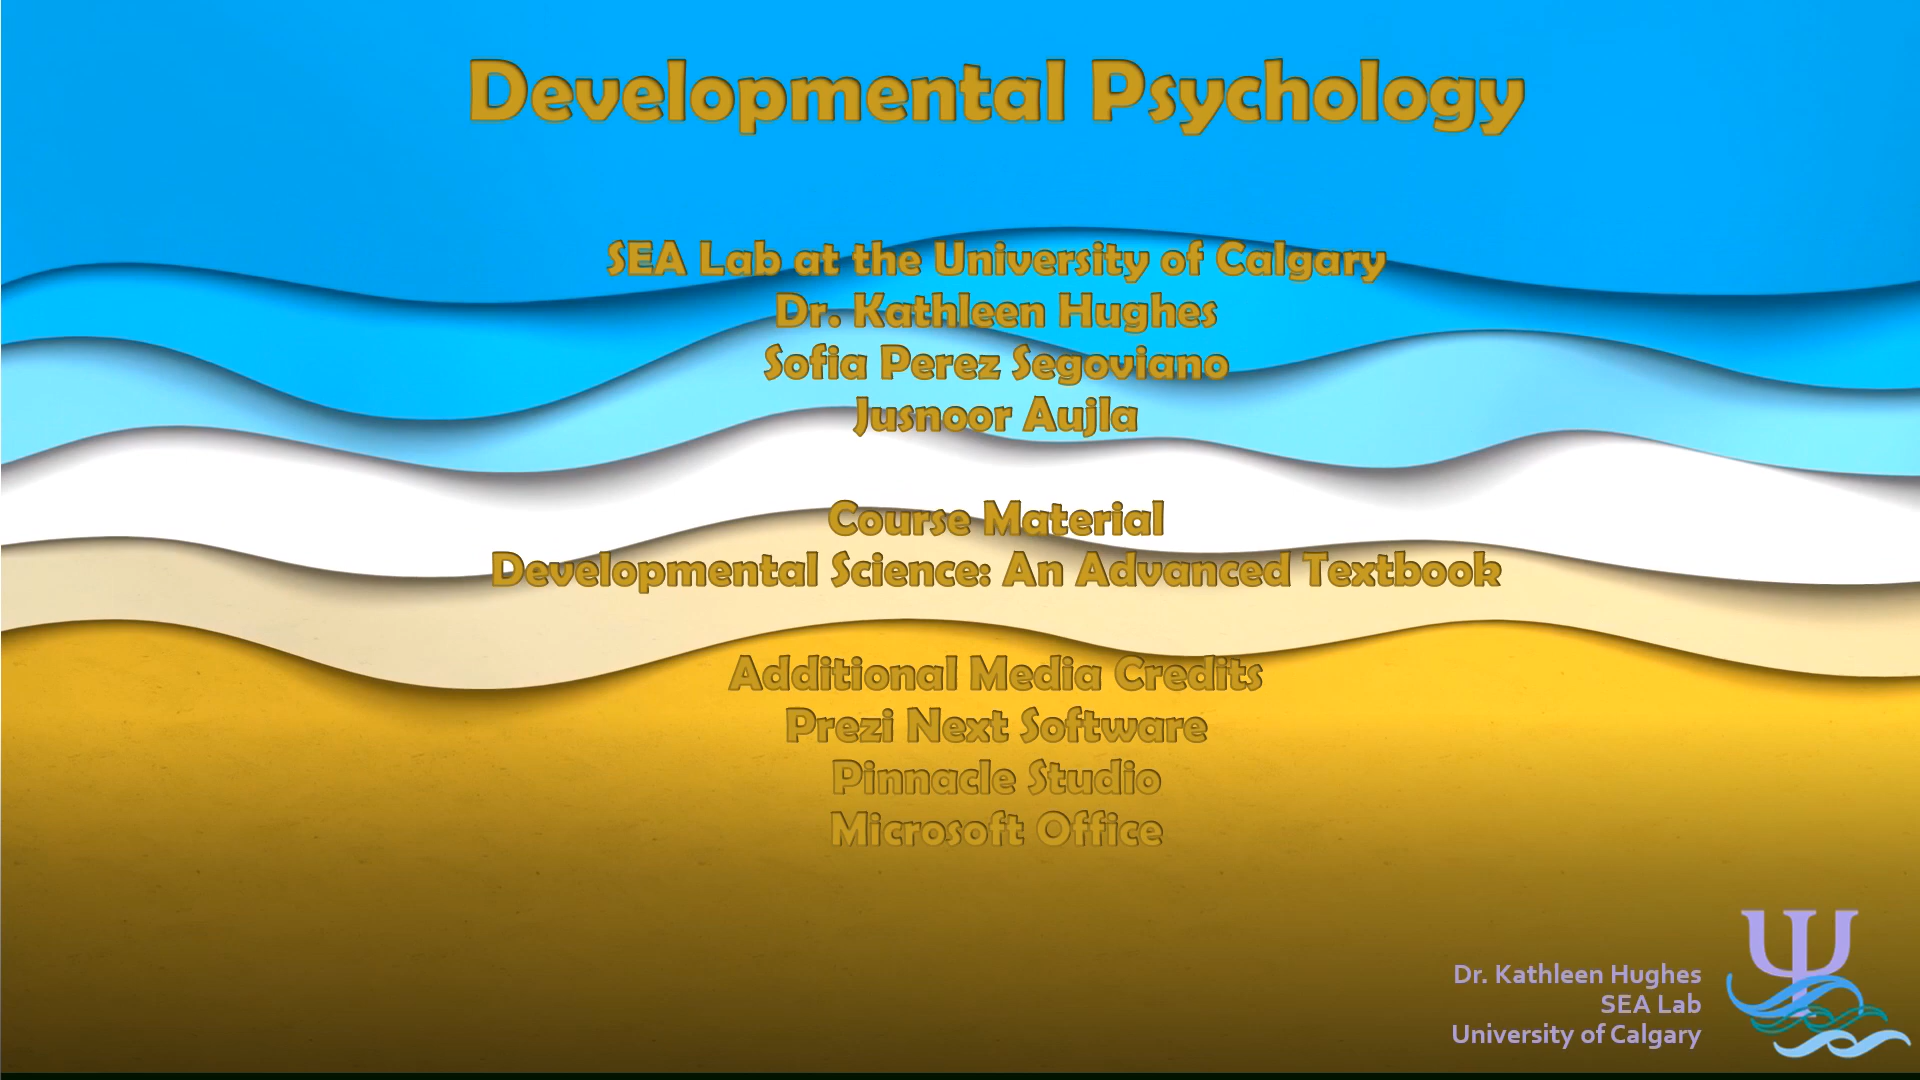 Developmental Psychology
SEA Lab at the University of Calgary
Dr. Kathleen Hughes
Sofia Perez Segoviano
Jusnoor Aujla
Course Material
Developmental Science: An Advanced Textbook
Additional Media Credits
Prezi Next Software
Pinnacle Studio
Microsoft Office
Dr. Kathleen Hughes
SEA Lab
University of Calgary